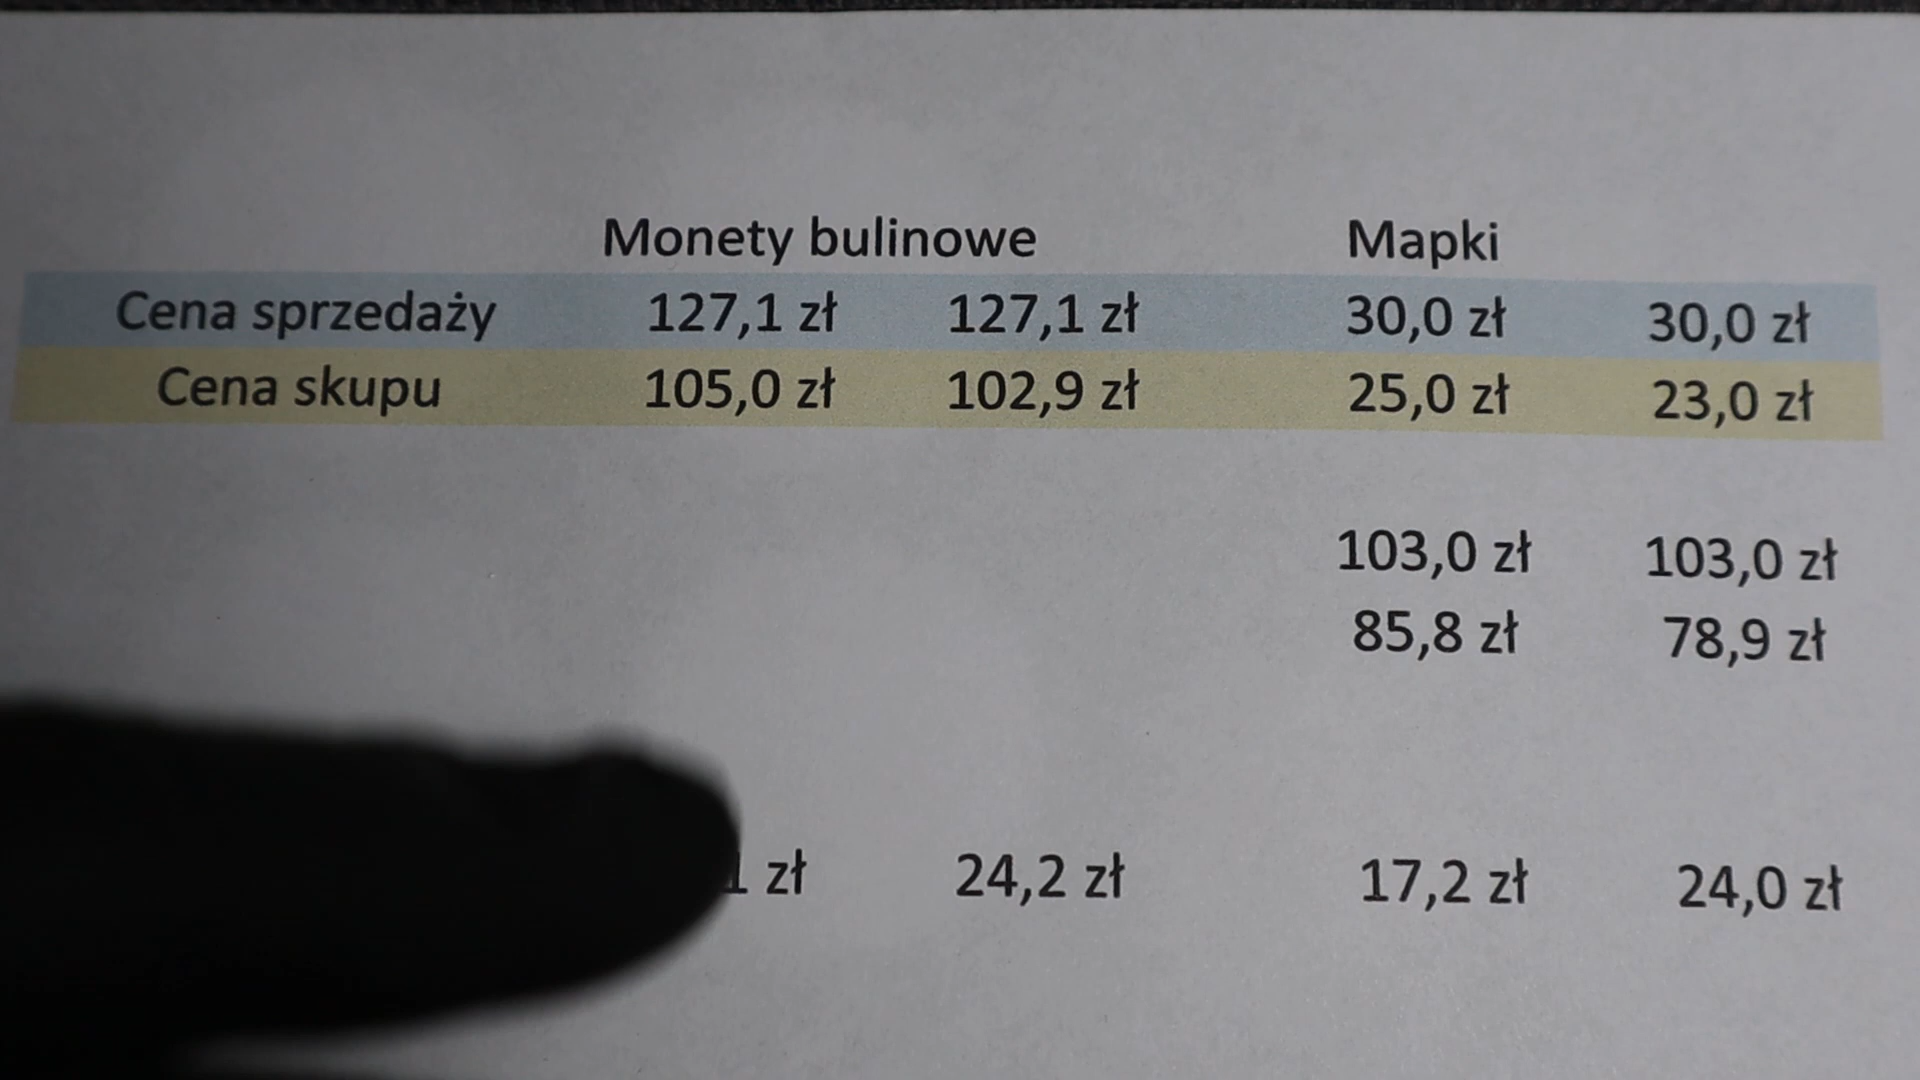 Monety bulinowe Mapki
Cena sprzedaży 127,1 zł 127,1 zł 30,0 zł 30,0 zł
Cena skupu 105,0 zł 102,9 zł 25,0 zł 23,0 zł
103,0 zł 103,0 zł
85,8 zł 78,9 zł
zł 24,2 zł 17,2 zł 24,0 zł